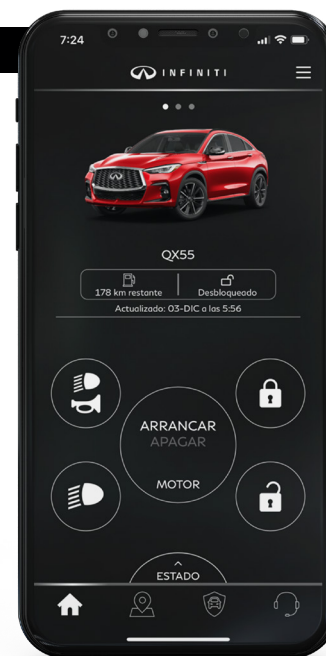 7:24
INFINITI
QX55
178 km restante
Desbloqueado
Actualizado: 03-DIC a las 5:56
ARRANCAR
APAGAR
MOTOR
ESTADO